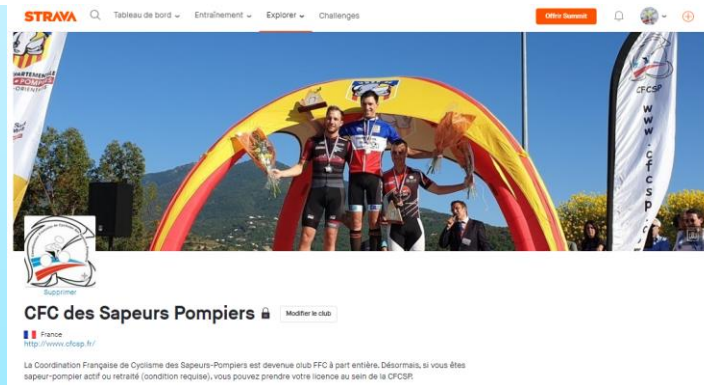 STRAVA Tableau de bord Entraînement Explorer Challenges Offrir Summit
PARTEMENT
POMPIE
ORIENT
CFCSP
www.cfcsp.
Supprimer
CFC des Sapeurs Pompiers Modifier le club
France
http://www.cfcsp.fr/
La Coordination Française de Cyclisme des Sapeurs-Pompiers est devenue club FFC à part entière. Désormais, si vous êtes
sapeur-pompier actif ou retraité (condition requise), vous pouvez prendre votre licence au sein de la CFCSP.